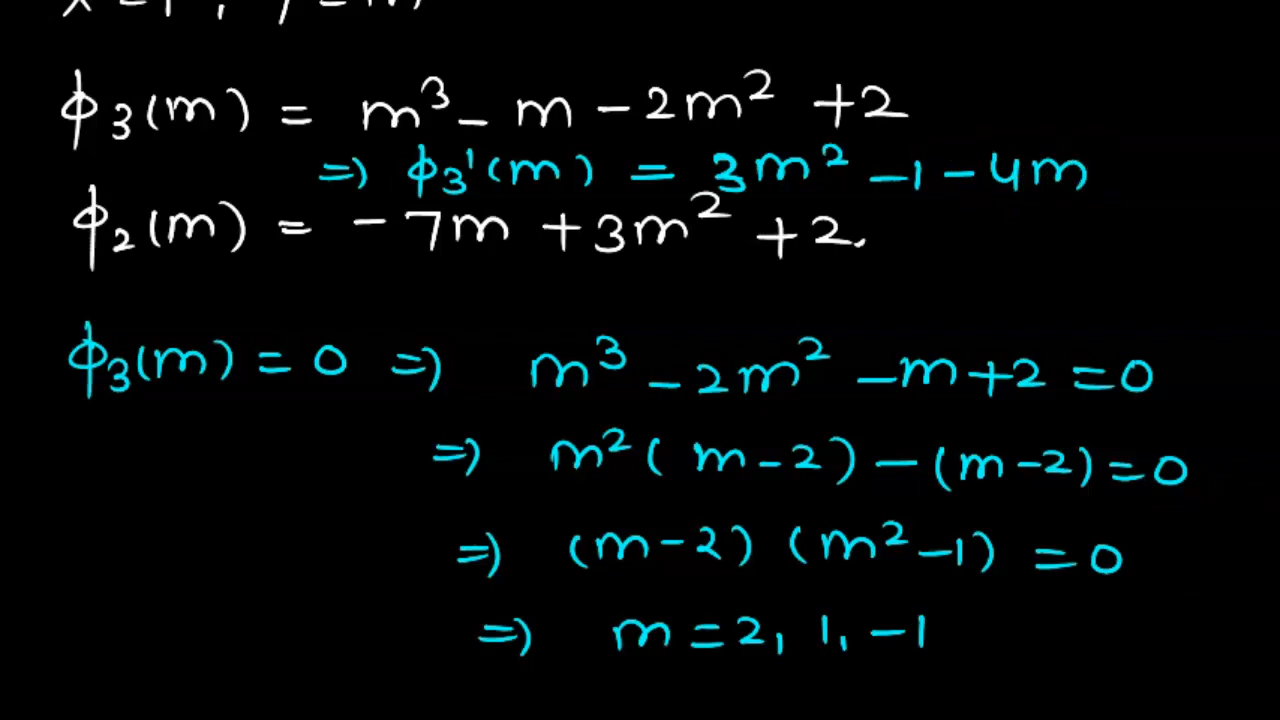 ϕ₃(m) = m³ - m - 2m² + 2
=> ϕ₃'(m) = 3m² - 1 - 4m
ϕ₂(m) = -7m + 3m² + 2.
ϕ₃(m) = 0 => m³ - 2m² - m + 2 = 0
=> m²(m-2) - (m-2) = 0
=> (m-2) (m²-1) = 0
=> m = 2, 1, -1